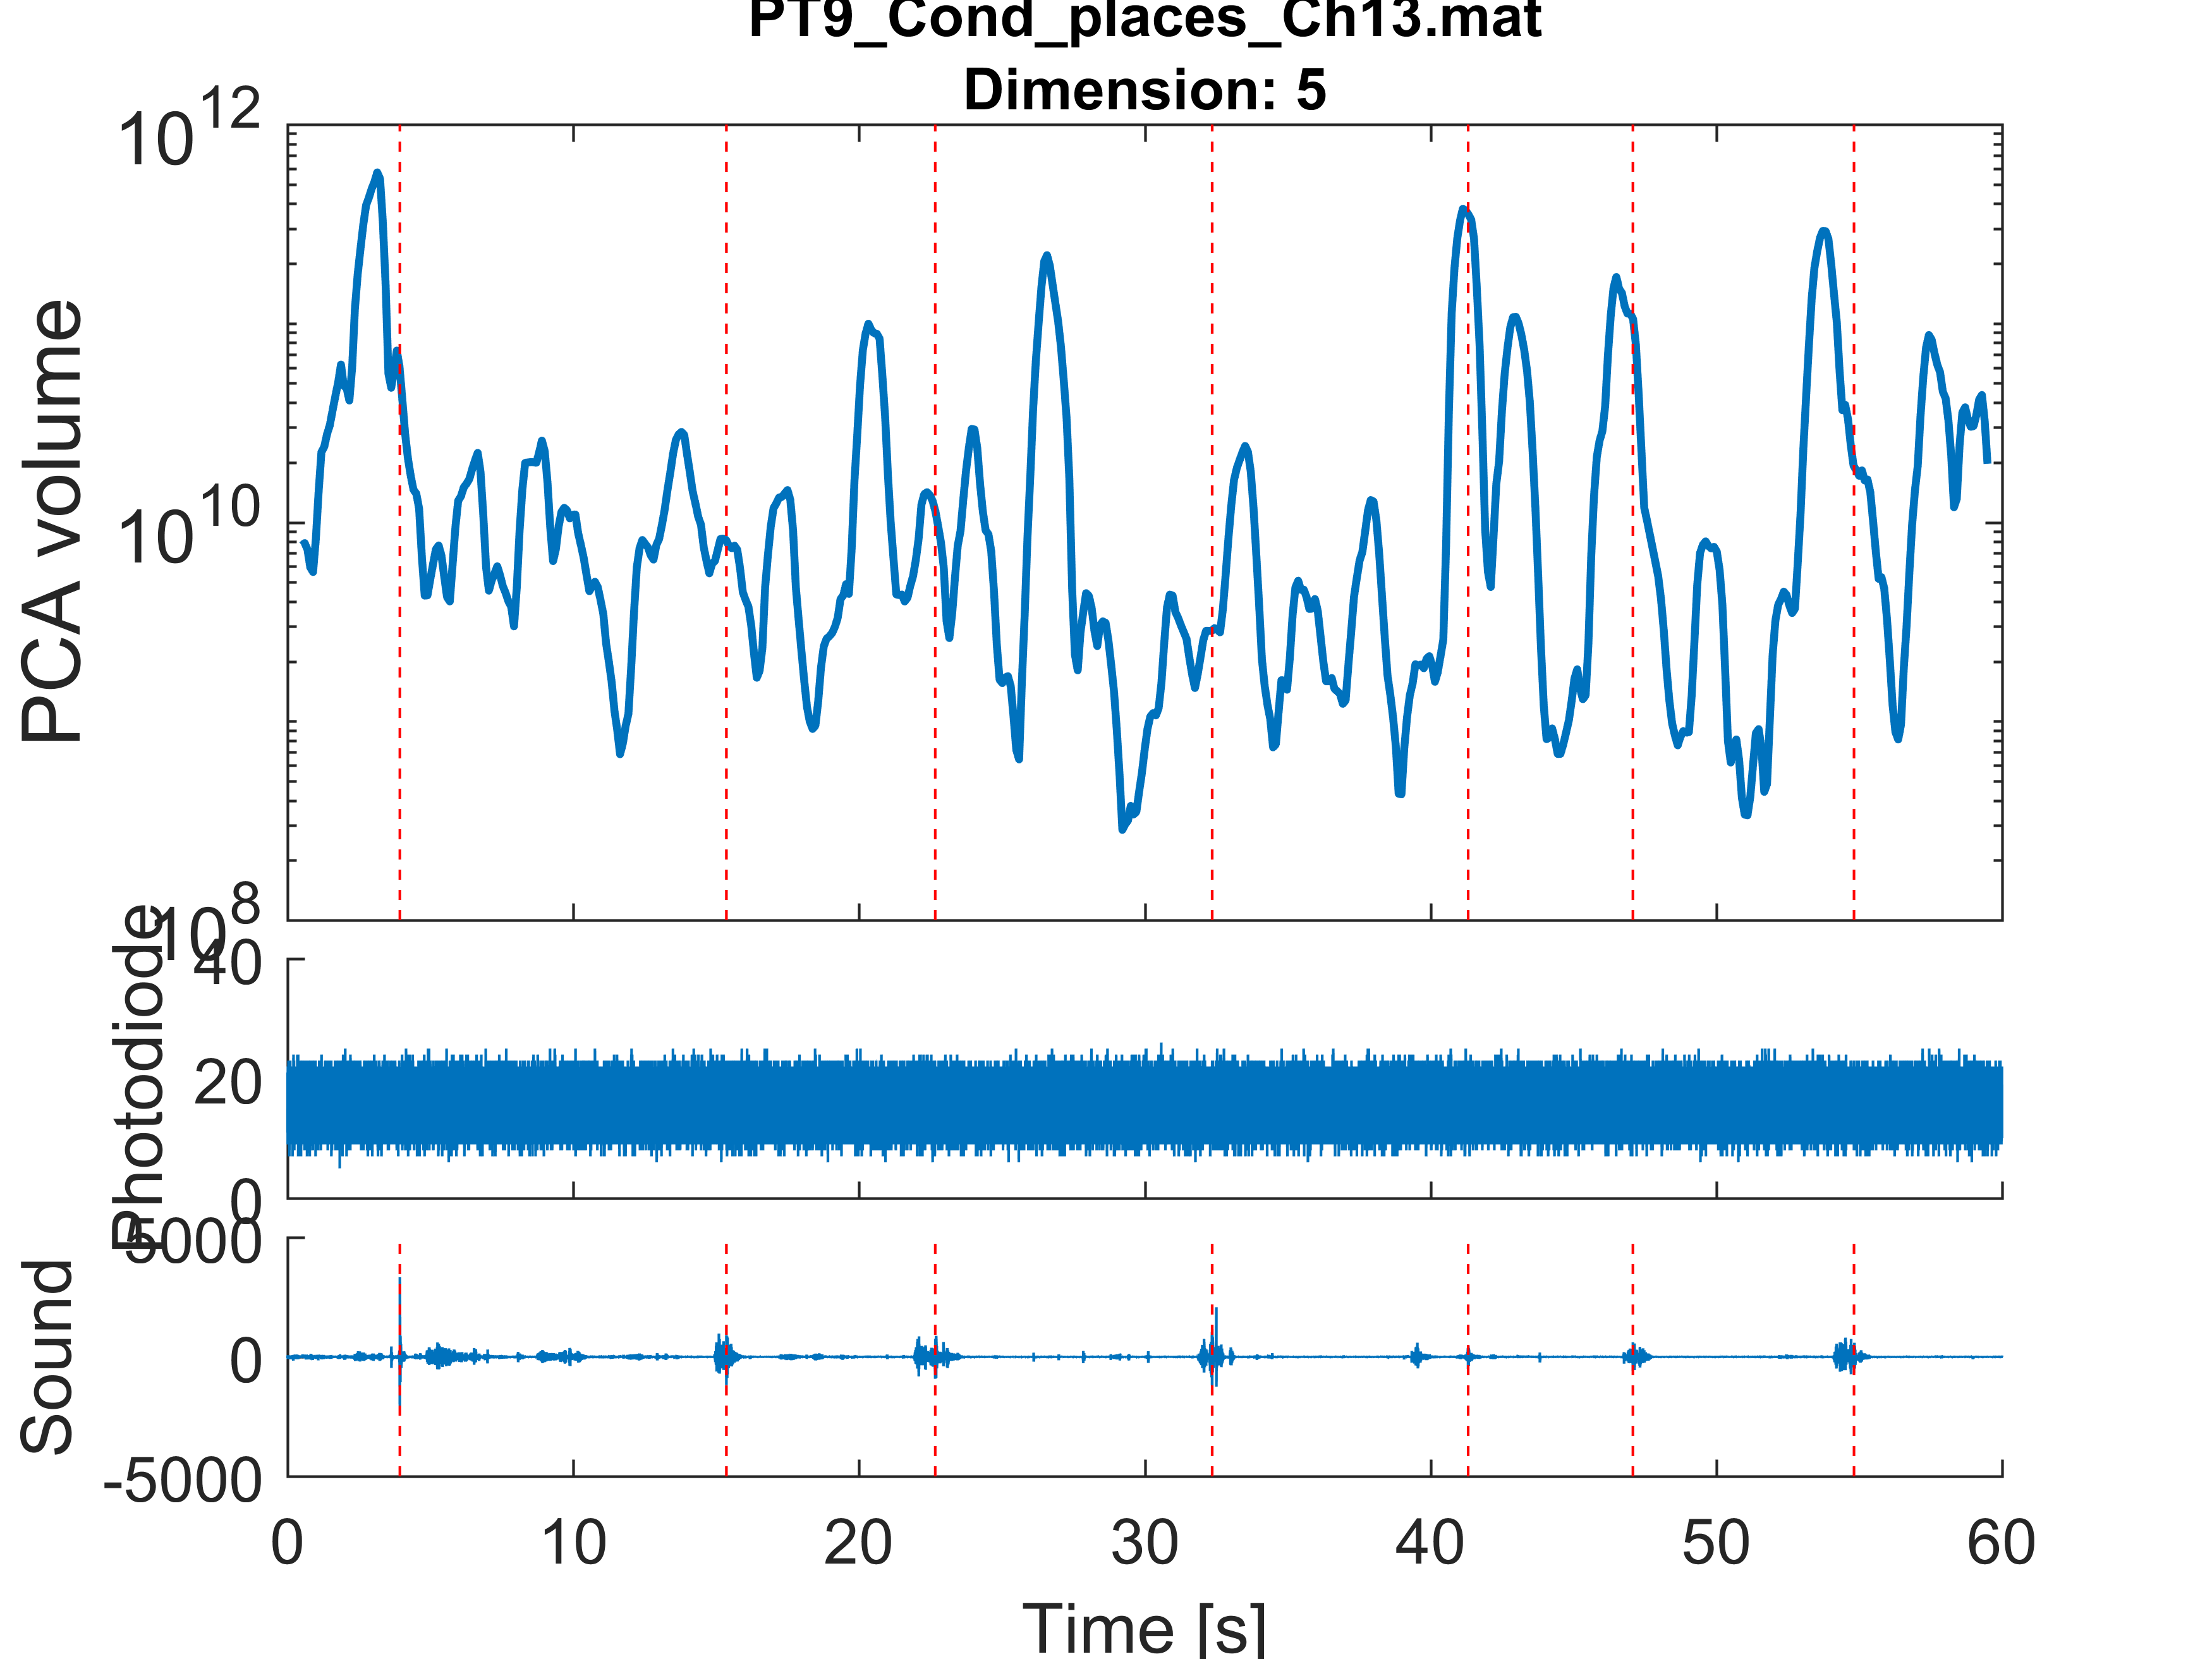 PT9_Cond_places_Ch13.mat
Dimension: 5
10^12
10^10
10^8
PCA volume
40
20
0
Photodiode
5000
0
-5000
Sound
0 10 20 30 40 50 60
Time [s]